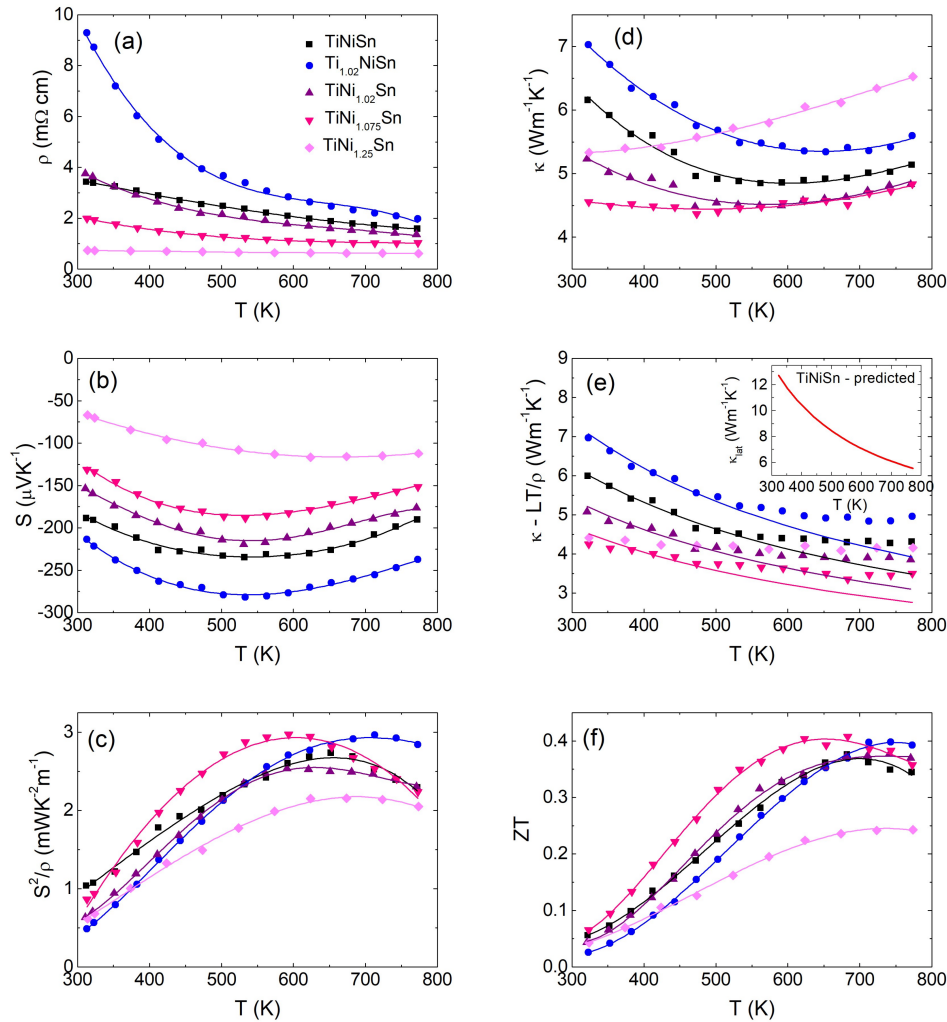 (a)
TiNiSn
Ti1.02NiSn
TiNi1.02Sn
TiNi1.075Sn
TiNi1.25Sn
10
8
6
4
2
0
ρ (mΩ cm)
300 400 500 600 700 800
T (K)
(d)
7
6
5
4
κ (Wm-1K-1)
300 400 500 600 700 800
T (K)
(b)
0
-50
-100
-150
-200
-250
-300
S (μVK-1)
300 400 500 600 700 800
T (K)
(e)
9
8
7
6
5
4
3
κ - LT/ρ (Wm-1K-1)
300 400 500 600 700 800
T (K)
TiNiSn - predicted
12
10
8
6
κlat (Wm-1K-1)
300 400 500 600 700 800
T (K)
(c)
3
2
1
0
S2/ρ (mWK-2m-1)
300 400 500 600 700 800
T (K)
(f)
0.4
0.3
0.2
0.1
0.0
ZT
300 400 500 600 700 800
T (K)